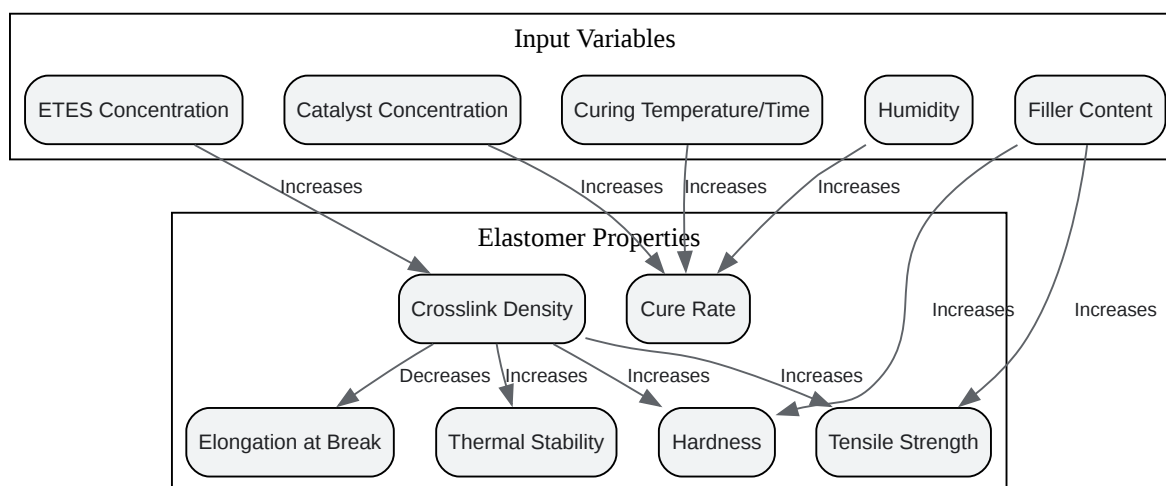 Input Variables
ETES Concentration
Catalyst Concentration
Curing Temperature/Time
Humidity
Filler Content
Increases
Increases
Increases
Increases
Elastomer Properties
Crosslink Density
Cure Rate
Increases
Increases
Decreases
Increases
Increases
Increases
Elongation at Break
Thermal Stability
Hardness
Tensile Strength